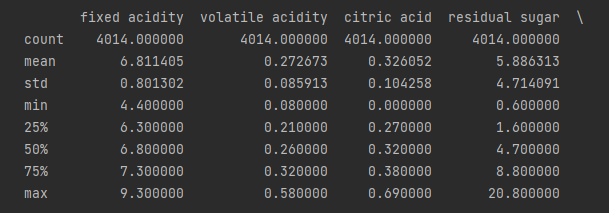 fixed acidity  volatile acidity  citric acid  residual sugar  \
count    4014.000000       4014.000000  4014.000000     4014.000000
mean        6.811405          0.272673     0.326052        5.886313
std         0.801302          0.085913     0.104258        4.714091
min         4.400000          0.080000     0.000000        0.600000
25%         6.300000          0.210000     0.270000        1.600000
50%         6.800000          0.260000     0.320000        4.700000
75%         7.300000          0.320000     0.380000        8.800000
max         9.300000          0.580000     0.690000       20.800000